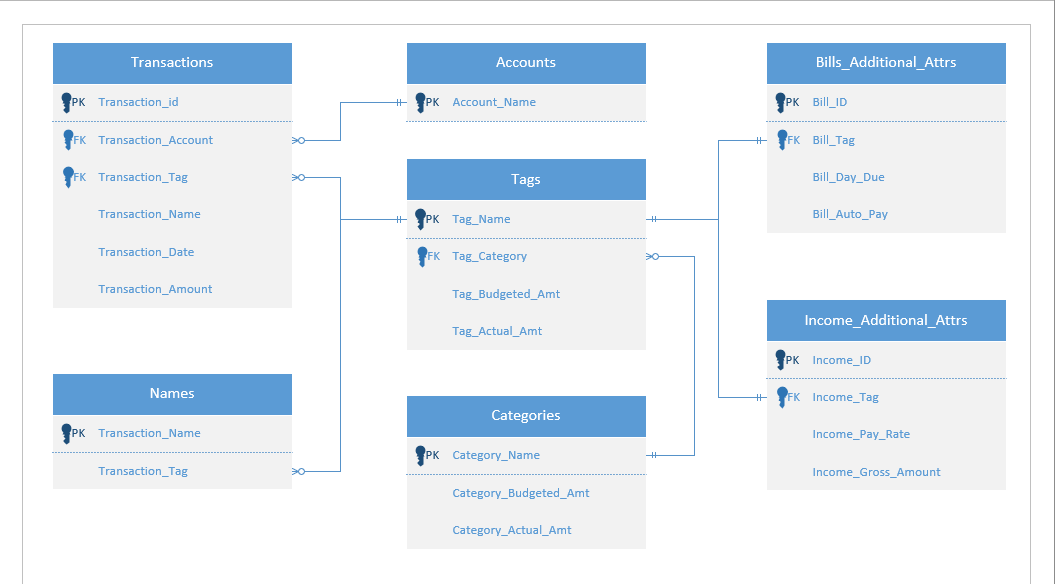 Transactions
PK Transaction_id
FK Transaction_Account
FK Transaction_Tag
Transaction_Name
Transaction_Date
Transaction_Amount
Names
PK Transaction_Name
Transaction_Tag
Accounts
PK Account_Name
Tags
PK Tag_Name
FK Tag_Category
Tag_Budgeted_Amt
Tag_Actual_Amt
Categories
PK Category_Name
Category_Budgeted_Amt
Category_Actual_Amt
Bills_Additional_Attrs
PK Bill_ID
FK Bill_Tag
Bill_Day_Due
Bill_Auto_Pay
Income_Additional_Attrs
PK Income_ID
FK Income_Tag
Income_Pay_Rate
Income_Gross_Amount